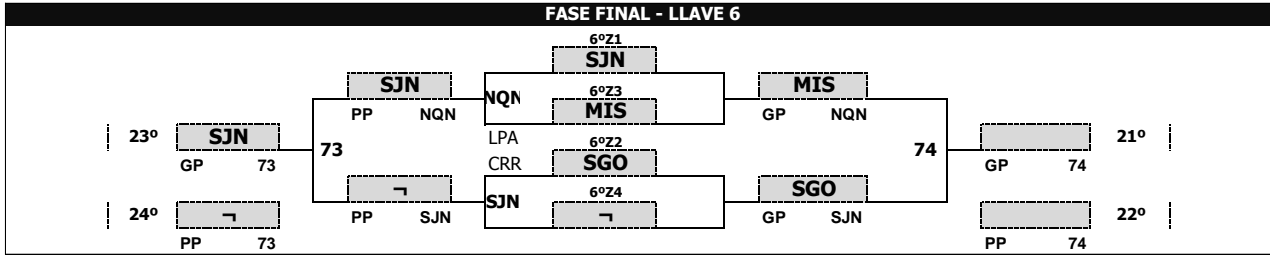 FASE FINAL - LLAVE 6
6ºZ1
SJN
SJN
NQN
6ºZ3
MIS
MIS
PP NQN
GP NQN
23º SJN
73
LPA
6ºZ2
74
21º
GP 73
CRR
SGO
GP 74
¬
SJN
6ºZ4
SGO
24º ¬
PP SJN
¬
GP SJN
22º
PP 73
PP 74